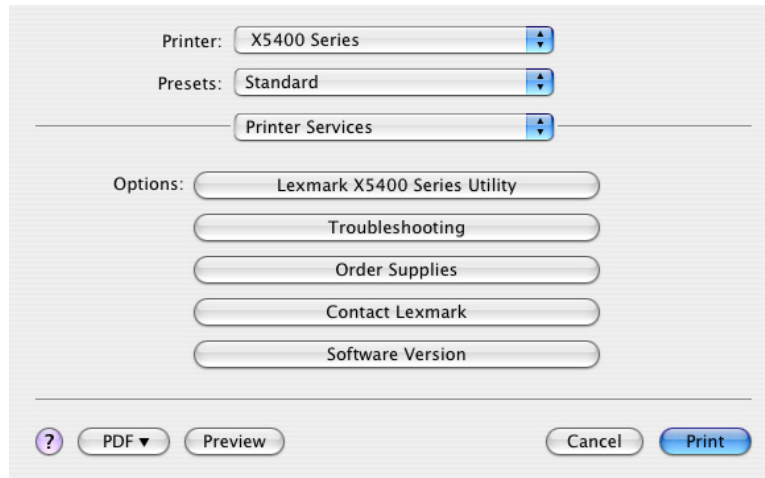 Printer: X5400 Series
Presets: Standard
Printer Services
Options: Lexmark X5400 Series Utility
Troubleshooting
Order Supplies
Contact Lexmark
Software Version
? PDF ▼ Preview Cancel Print